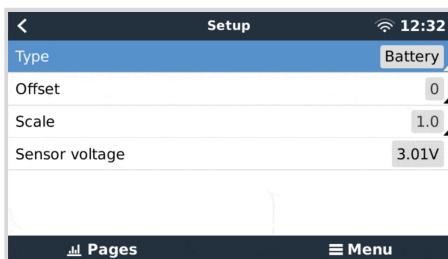 Setup 12:32
Type Battery
Offset 0
Scale 1.0
Sensor voltage 3.01V
Pages Menu